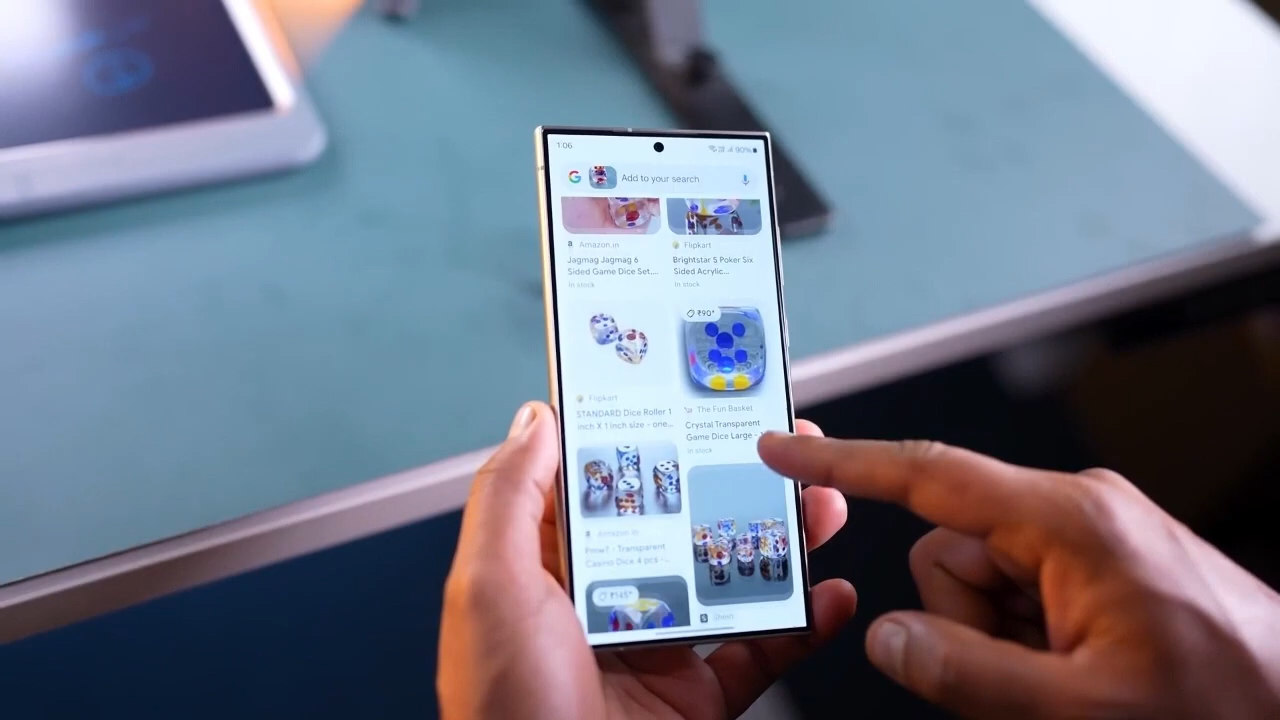 1:06
90%
Add to your search
Amazon in
Jagmag Jagmag 6
Sided Game Dice Set,...
In stock
Flipkart
Brightstar S Poker Six
Sided Acrylic...
In stock
Flipkart
STANDARD Dice Roller 1
inch X 1 inch size - one...
₹90*
The Fun Basket
Crystal Transparent
Game Dice Large -
In stock
Amazon in
- Transparent
Casino Dice 4 pcs -...
₹145*